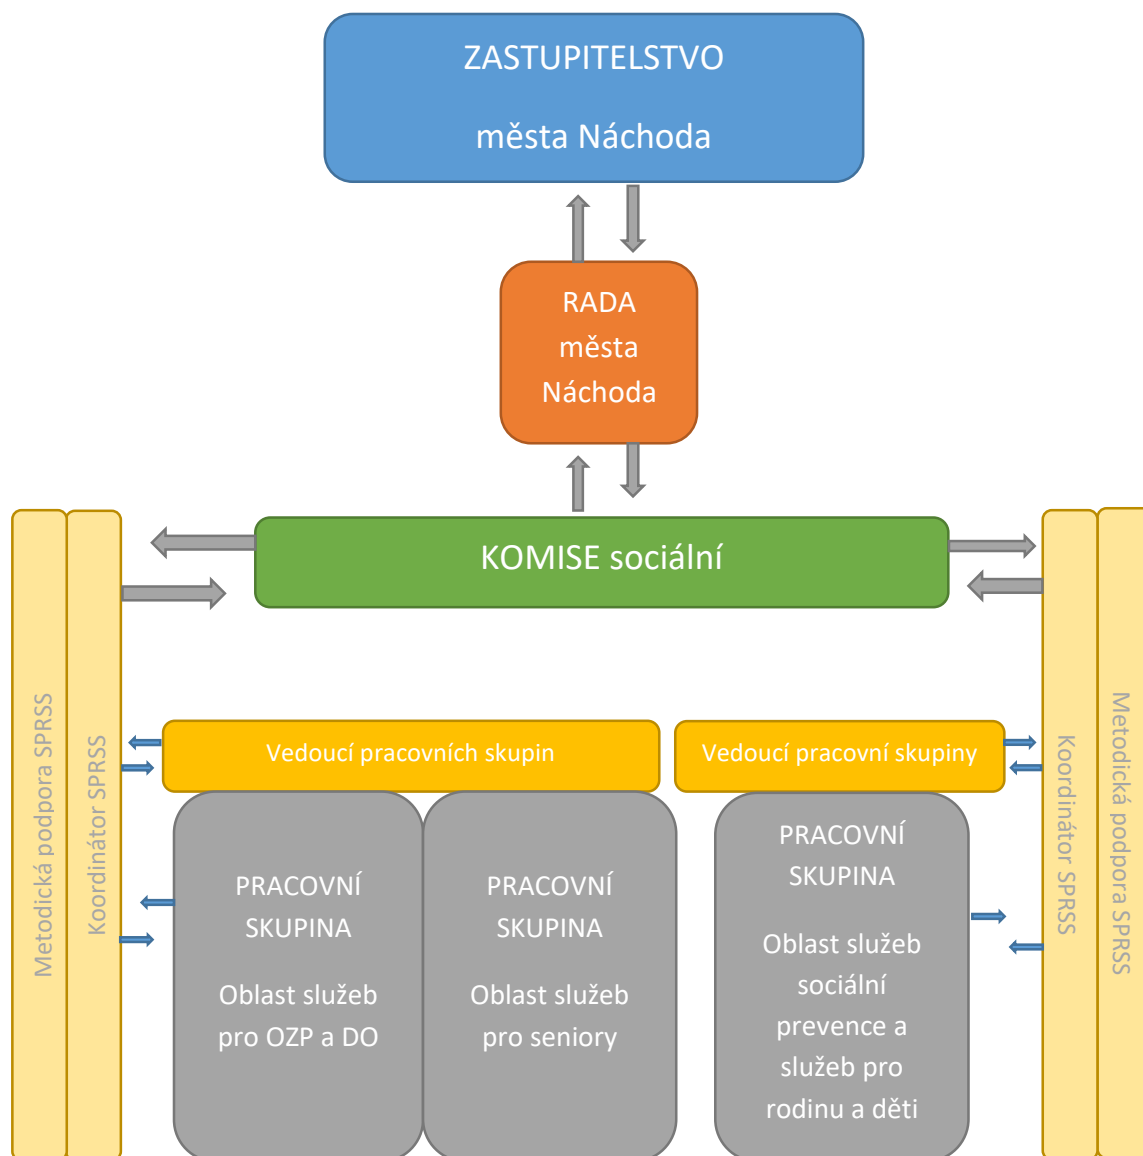 ZASTUPITELSTVO
města Náchoda
RADA
města
Náchoda
KOMISE sociální
Metodická podpora SPRSS
Koordinátor SPRSS
Vedoucí pracovních skupin
Vedoucí pracovní skupiny
Koordinátor SPRSS
Metodická podpora SPRSS
PRACOVNÍ
SKUPINA
Oblast služeb
pro OZP a DO
PRACOVNÍ
SKUPINA
Oblast služeb
pro seniory
PRACOVNÍ
SKUPINA
Oblast služeb
sociální
prevence a
služeb pro
rodinu a děti